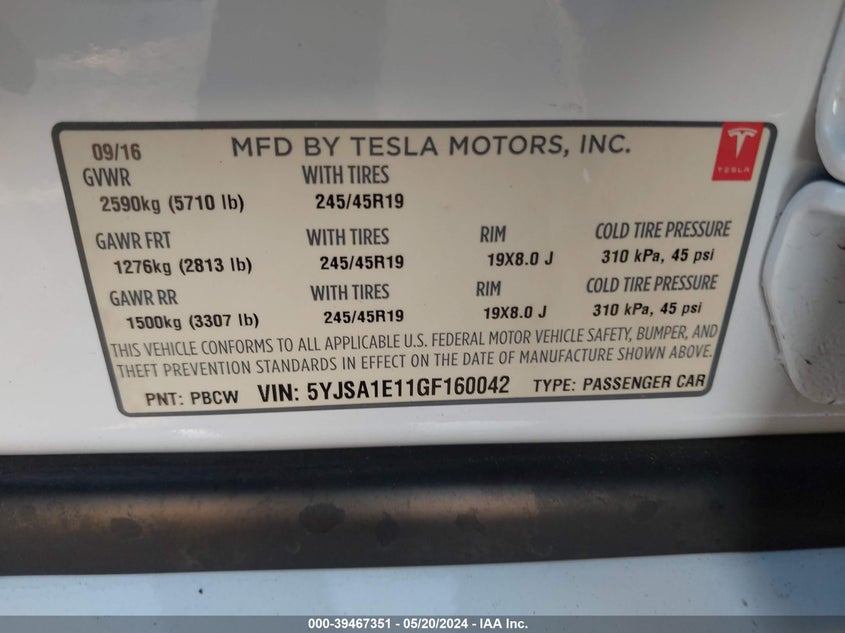 09/16 MFD BY TESLA MOTORS, INC.
TESLA
GVWR WITH TIRES
2590kg (5710 lb) 245/45R19
GAWR FRT WITH TIRES RIM COLD TIRE PRESSURE
1276kg (2813 lb) 245/45R19 19X8.0 J 310 kPa, 45 psi
GAWR RR WITH TIRES RIM COLD TIRE PRESSURE
1500kg (3307 lb) 245/45R19 19X8.0 J 310 kPa, 45 psi
THIS VEHICLE CONFORMS TO ALL APPLICABLE U.S. FEDERAL MOTOR VEHICLE SAFETY, BUMPER, AND
THEFT PREVENTION STANDARDS IN EFFECT ON THE DATE OF MANUFACTURE SHOWN ABOVE.
PNT: PBCW VIN: 5YJSA1E11GF160042 TYPE: PASSENGER CAR
000-39467351 - 05/20/2024 - IAA Inc.